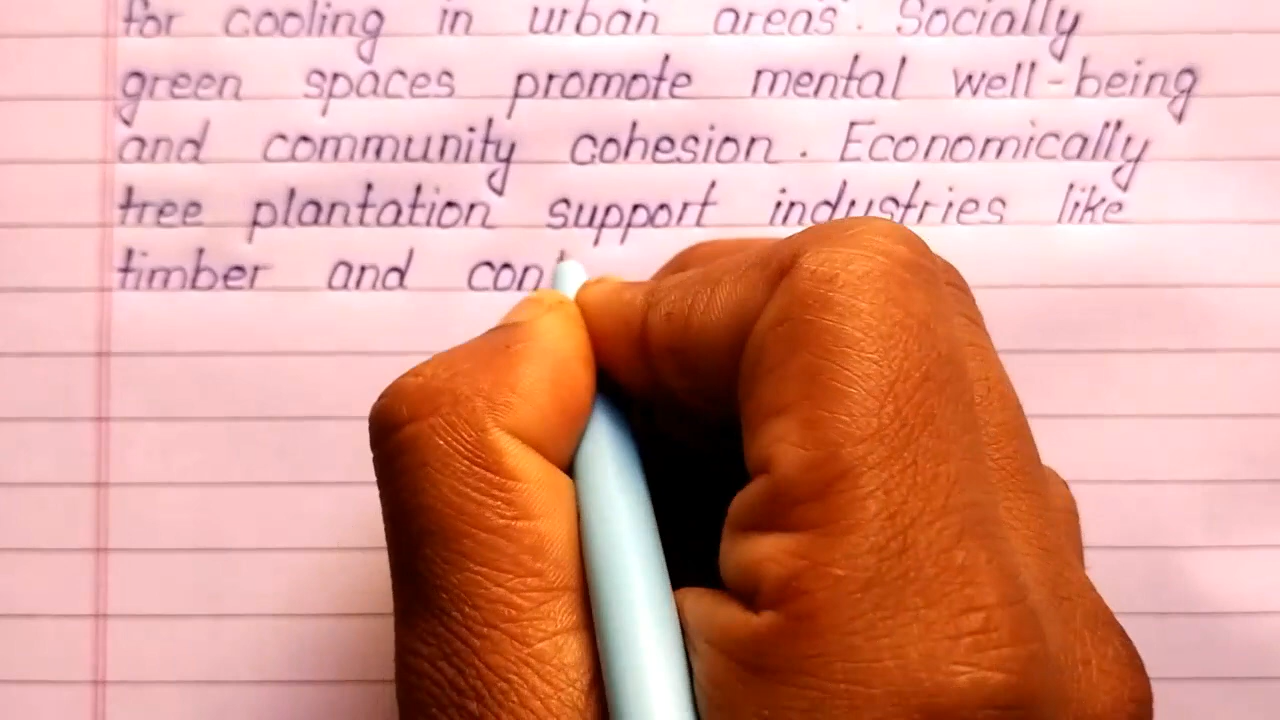 for cooling in urban areas. Socially
green spaces promote mental well-being
and community cohesion. Economically
tree plantation support industries like
timber and con